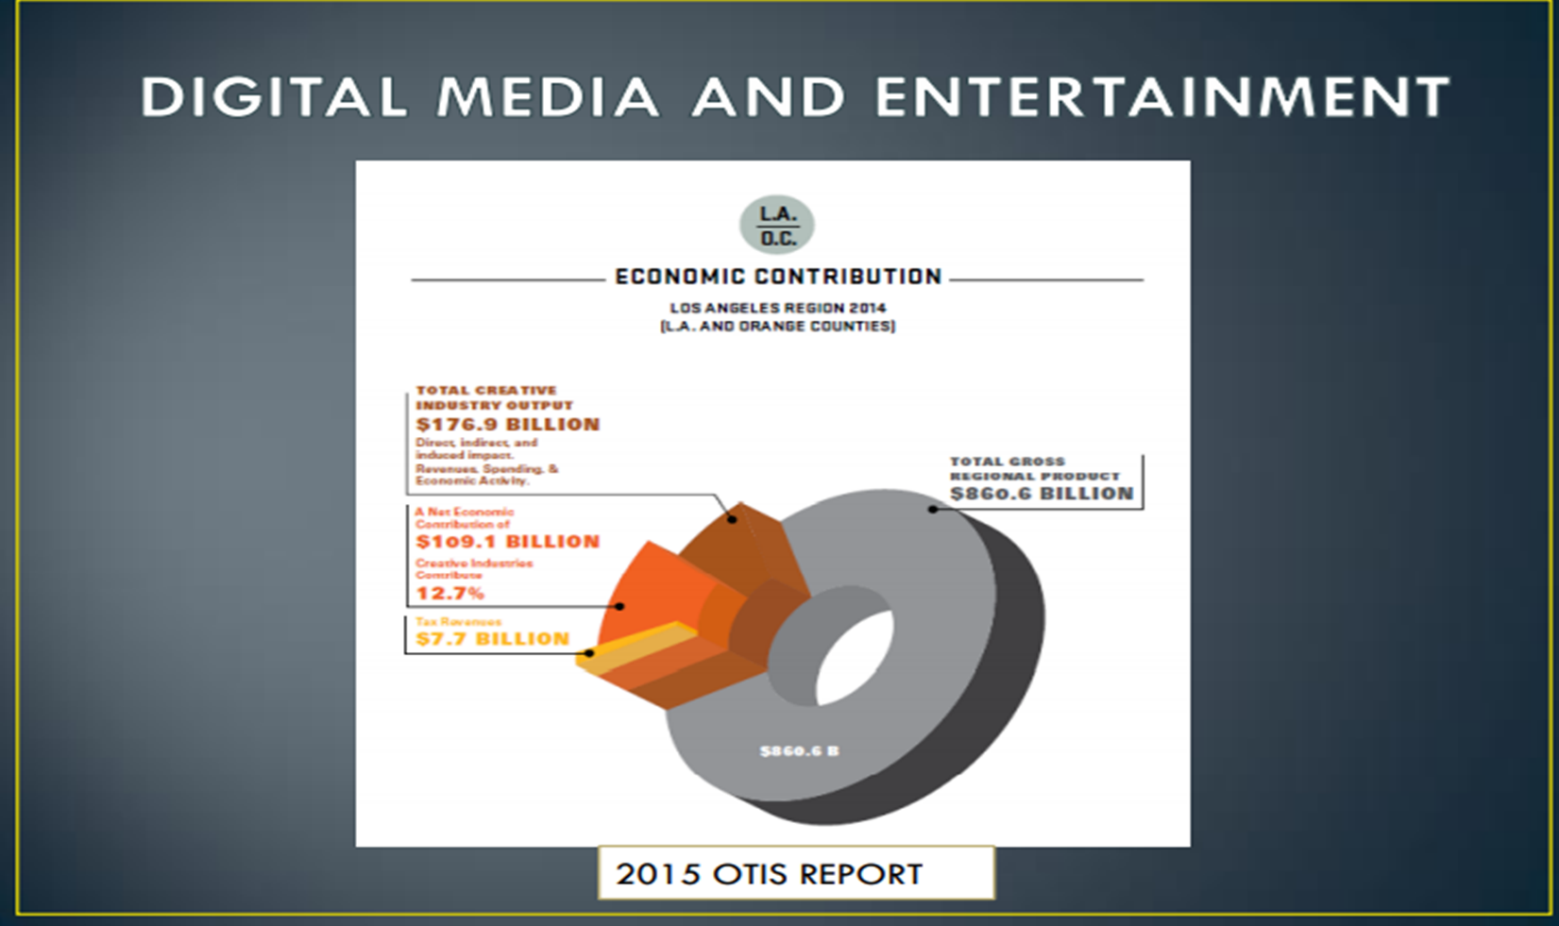 DIGITAL MEDIA AND ENTERTAINMENT
L.A.
O.C.
ECONOMIC CONTRIBUTION
LOS ANGELES REGION 2014
(L.A. AND ORANGE COUNTIES)
TOTAL CREATIVE
INDUSTRY OUTPUT
$176.9 BILLION
Direct, indirect, and
induced impact.
Revenues, Spending, &
Economic Activity.
A Net Economic
Contribution of
$109.1 BILLION
Creative Industries
Contribute
12.7%
Tax Revenues
$7.7 BILLION
TOTAL GROSS
REGIONAL PRODUCT
$860.6 BILLION
$860.6 B
2015 OTIS REPORT